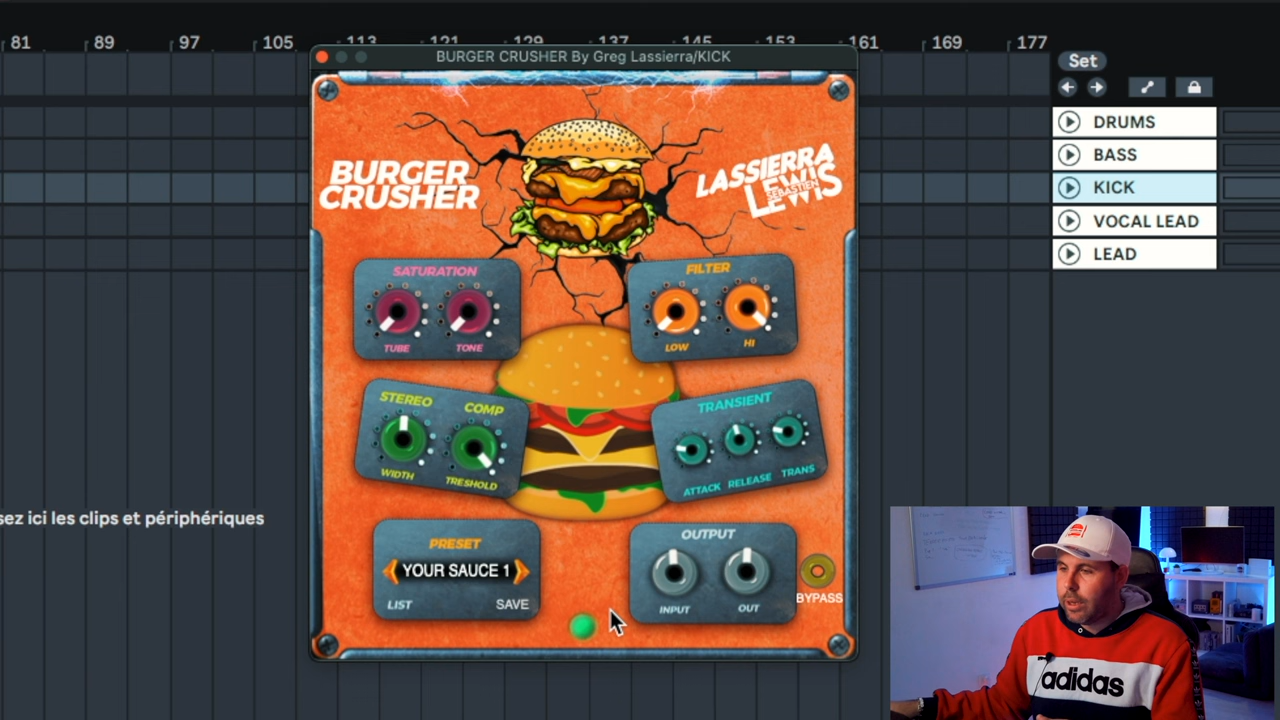 81 89 97 105 113 121 129 137 145 153 161 169 177
BURGER CRUSHER By Greg Lassierra/KICK
Set
DRUMS
BASS
KICK
VOCAL LEAD
LEAD
BURGER
CRUSHER
LASSIERRA
SEBASTIEN
LEWIS
SATURATION
TUBE TONE
FILTER
LOW HI
STEREO COMP
WIDTH TRESHOLD
TRANSIENT
ATTACK RELEASE TRANS
sez ici les clips et périphériques
PRESET
YOUR SAUCE 1
LIST SAVE
OUTPUT
INPUT OUT
BYPASS
adidas